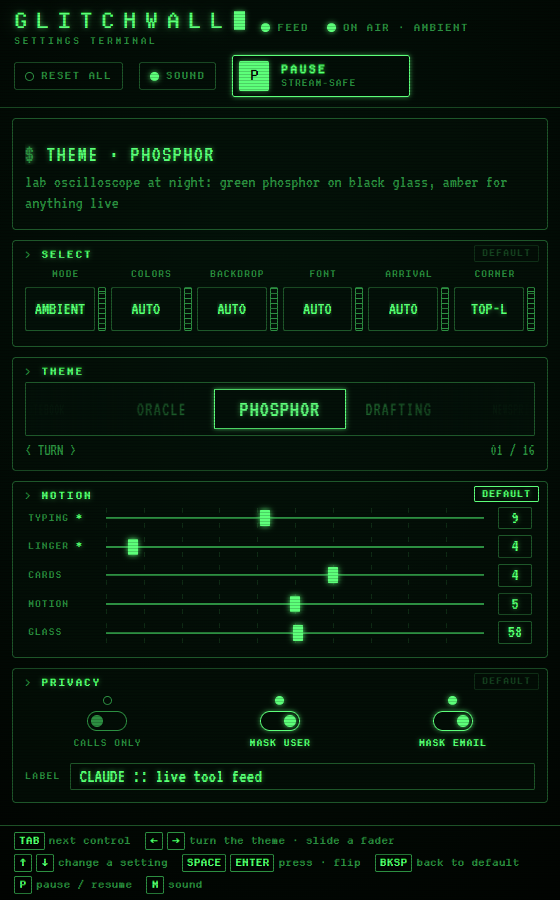 GLITCHWALL
FEED ON AIR · AMBIENT
SETTINGS TERMINAL
RESET ALL SOUND P PAUSE
STREAM-SAFE
$ THEME · PHOSPHOR
lab oscilloscope at night: green phosphor on black glass, amber for
anything live
> SELECT DEFAULT
MODE COLORS BACKDROP FONT ARRIVAL CORNER
AMBIENT AUTO AUTO AUTO AUTO TOP-L
> THEME
ORACLE PHOSPHOR DRAFTING
< TURN > 01 / 16
> MOTION DEFAULT
TYPING * 9
LINGER * 4
CARDS 4
MOTION 5
GLASS 58
> PRIVACY DEFAULT
CALLS ONLY MASK USER MASK EMAIL
LABEL CLAUDE :: live tool feed
TAB next control ← → turn the theme · slide a fader
↑ ↓ change a setting SPACE ENTER press · flip BKSP back to default
P pause / resume M sound